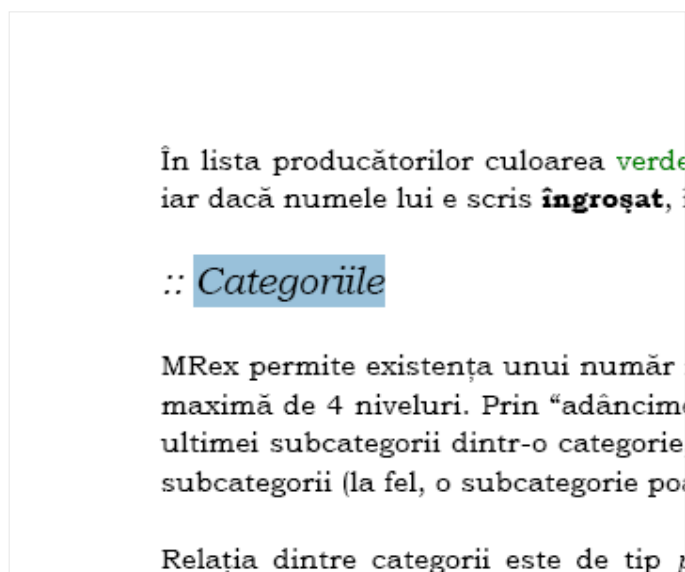 În lista producătorilor culoarea verde
iar dacă numele lui e scris îngroșat,
:: Categoriile
MRex permite existența unui număr
maximă de 4 niveluri. Prin “adâncime
ultimei subcategorii dintr-o categorie,
subcategorii (la fel, o subcategorie poa
Relația dintre categorii este de tip